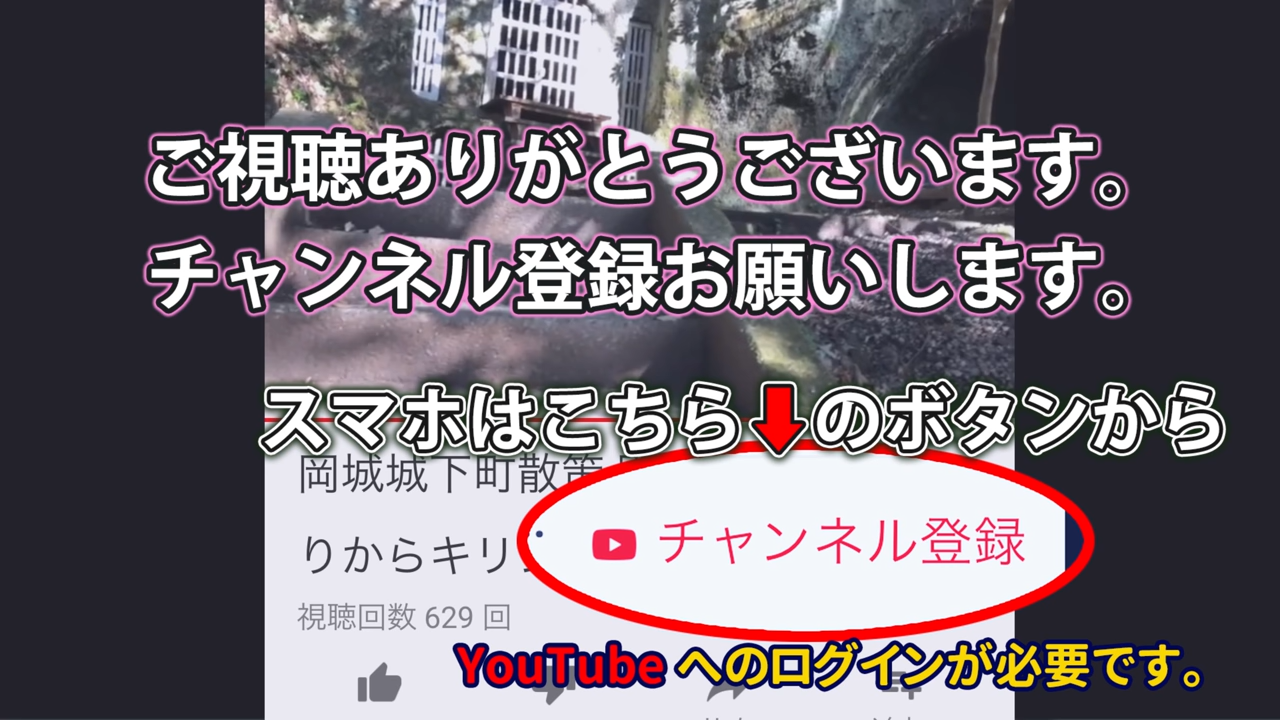 ご視聴ありがとうございます。
チャンネル登録お願いします。
スマホはこちら⬇のボタンから
岡城城下町散策
チャンネル登録
りからキリ
視聴回数 629 回
YouTube へのログインが必要です。